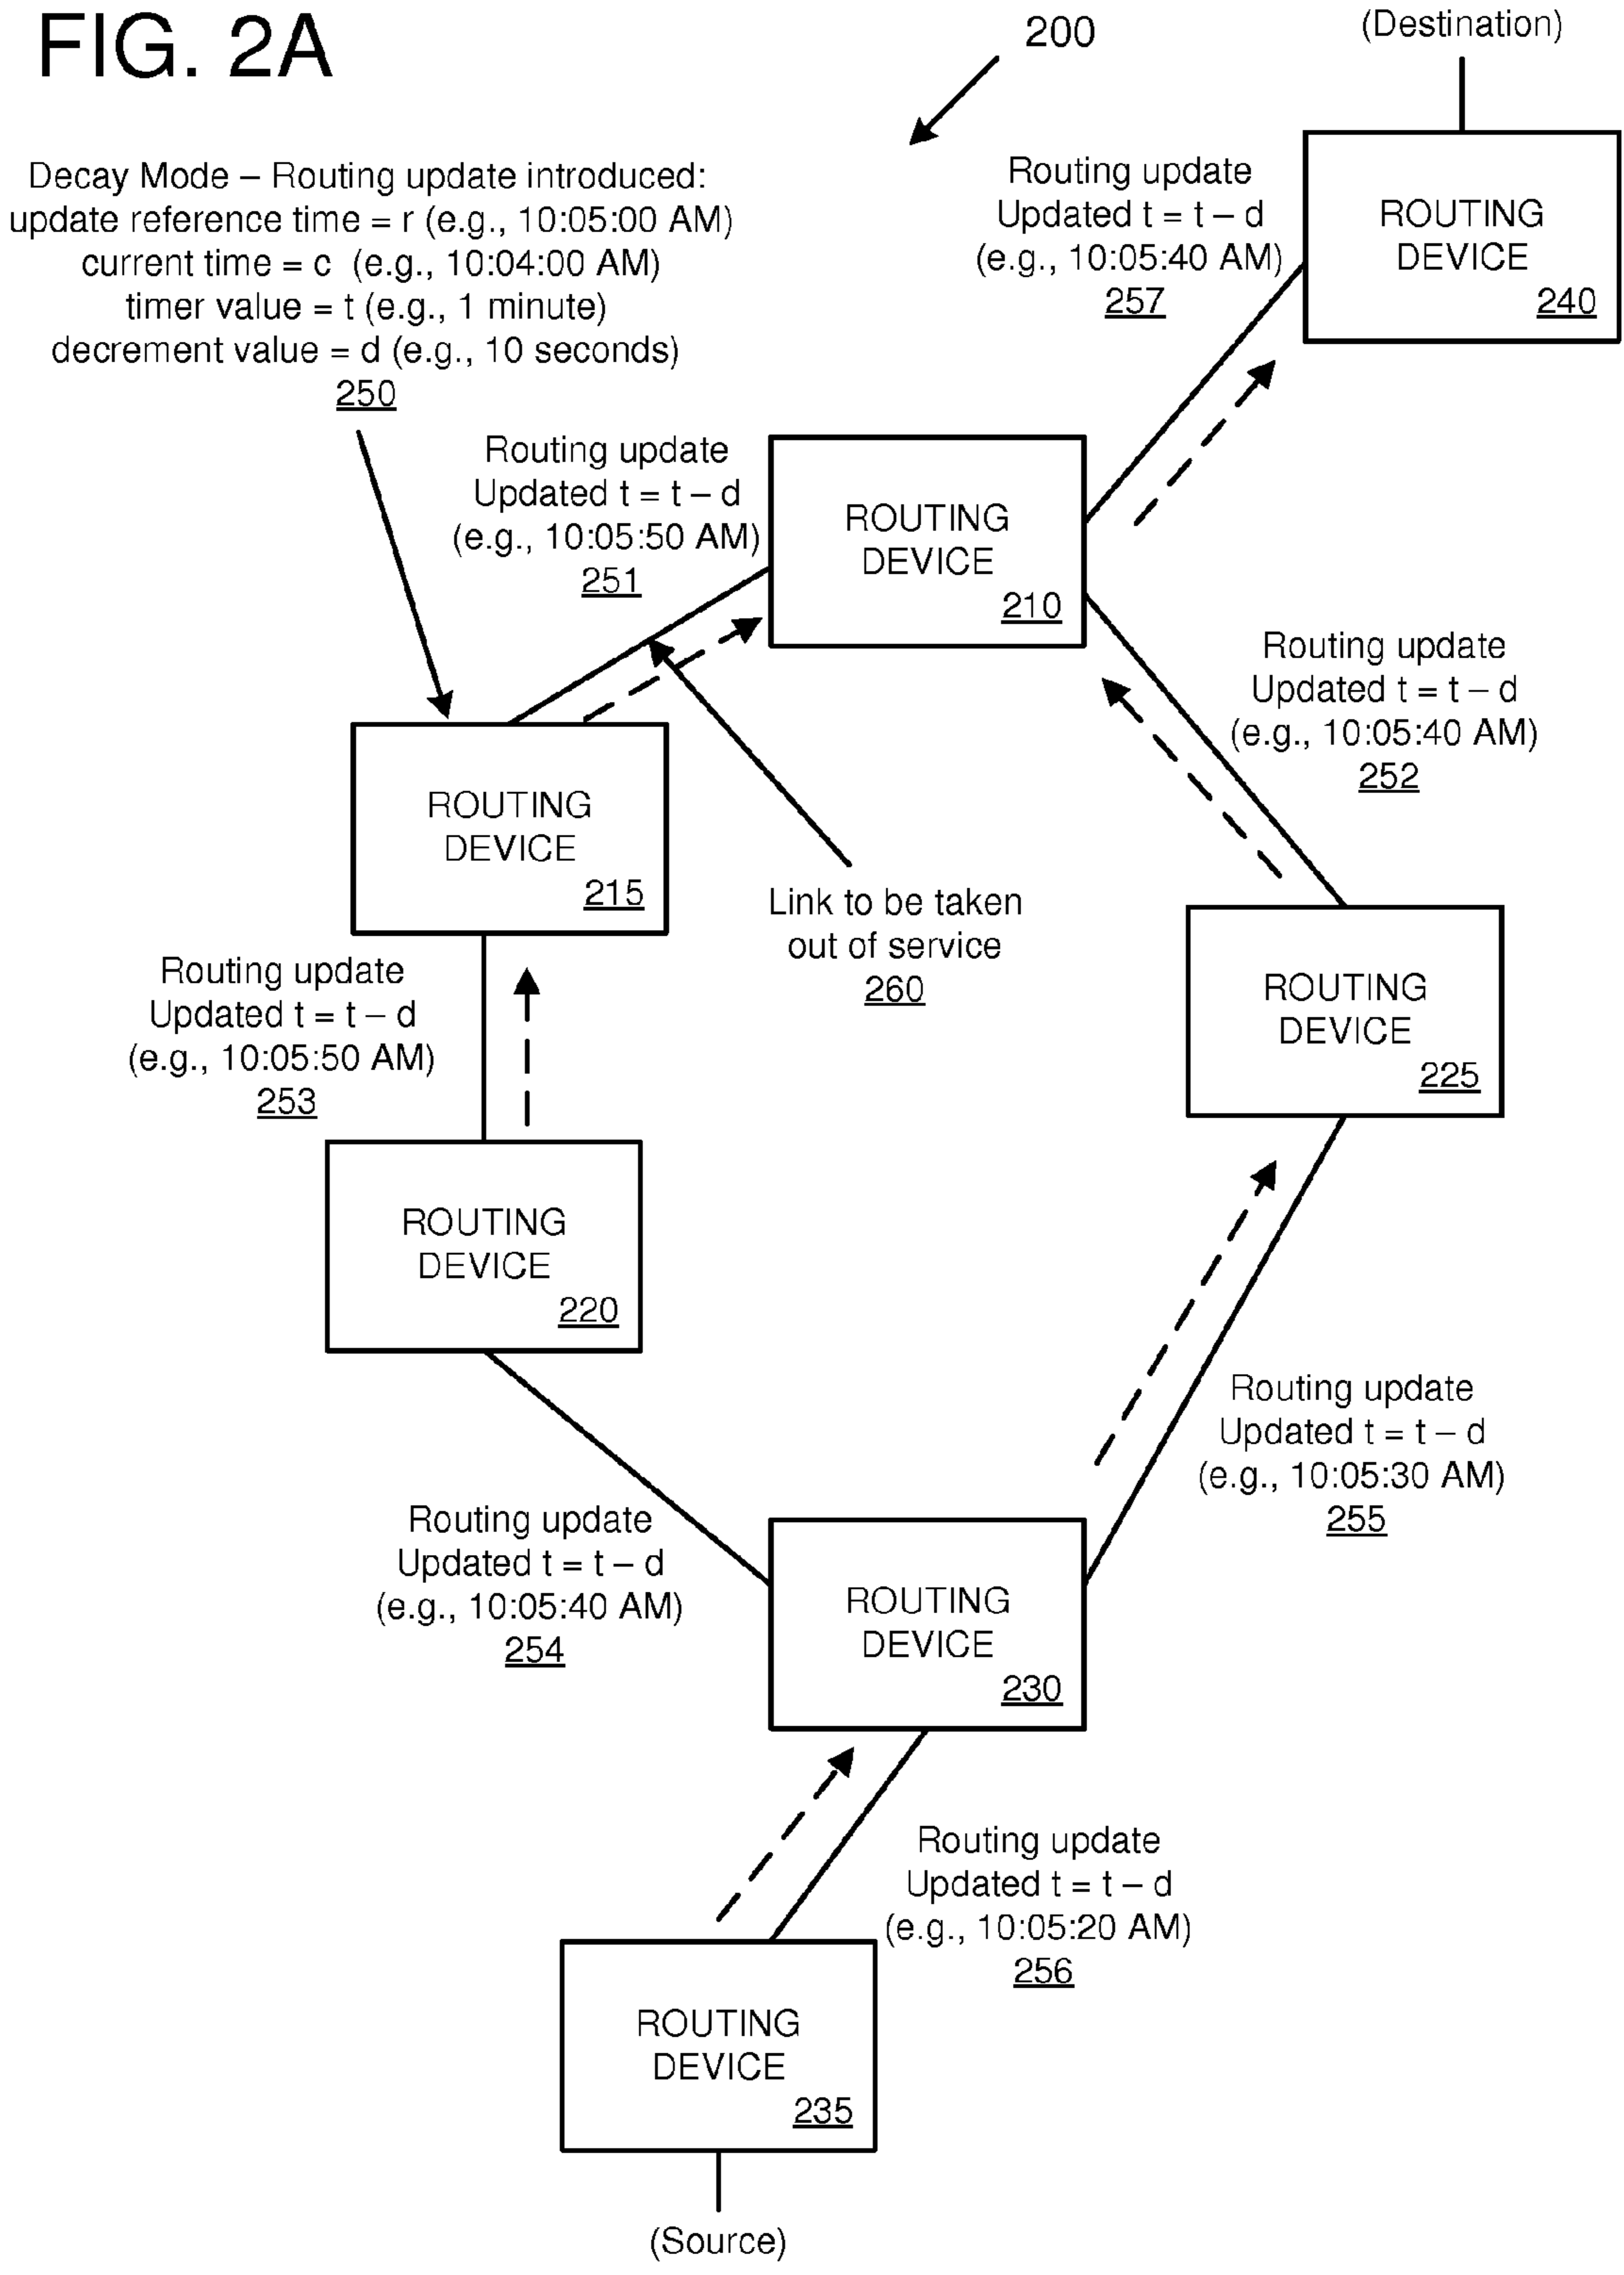 FIG. 2A
200
(Destination)
Decay Mode – Routing update introduced:
update reference time = r (e.g., 10:05:00 AM)
current time = c (e.g., 10:04:00 AM)
timer value = t (e.g., 1 minute)
decrement value = d (e.g., 10 seconds)
250
Routing update
Updated t = t – d
(e.g., 10:05:40 AM)
257
ROUTING
DEVICE
240
Routing update
Updated t = t – d
(e.g., 10:05:50 AM)
251
ROUTING
DEVICE
210
Routing update
Updated t = t – d
(e.g., 10:05:40 AM)
252
ROUTING
DEVICE
215
Link to be taken
out of service
260
Routing update
Updated t = t – d
(e.g., 10:05:50 AM)
253
ROUTING
DEVICE
225
ROUTING
DEVICE
220
Routing update
Updated t = t – d
(e.g., 10:05:30 AM)
255
Routing update
Updated t = t – d
(e.g., 10:05:40 AM)
254
ROUTING
DEVICE
230
Routing update
Updated t = t – d
(e.g., 10:05:20 AM)
256
ROUTING
DEVICE
235
(Source)